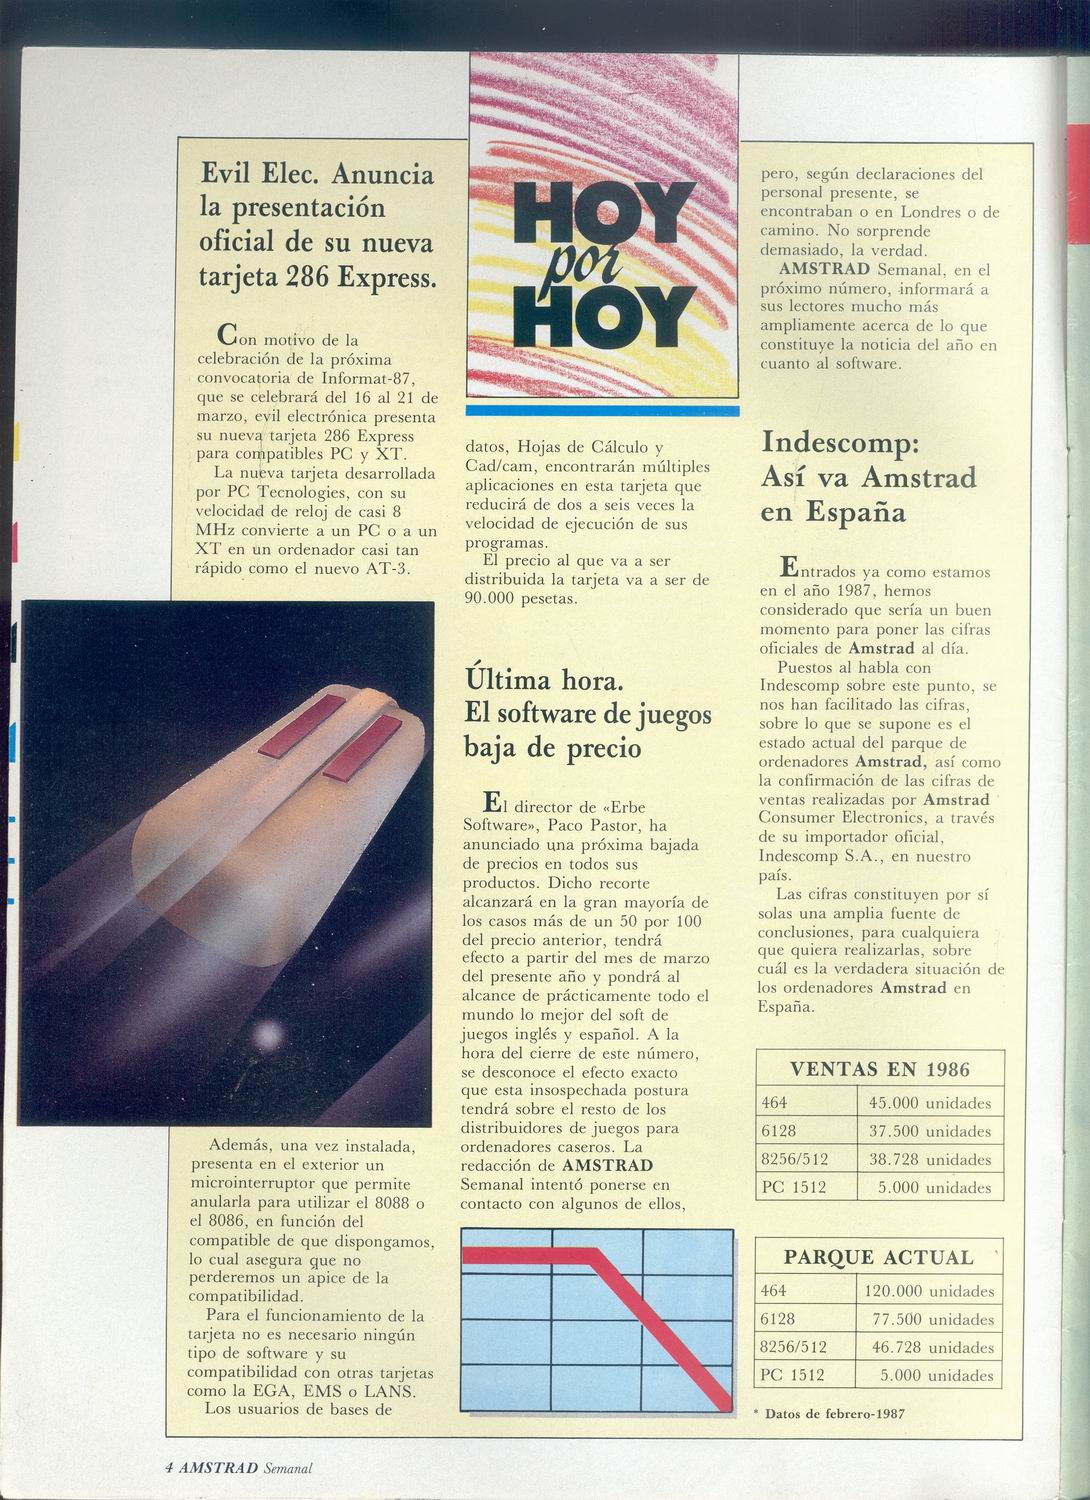 Evil Elec. Anuncia
la presentación
oficial de su nueva
tarjeta 286 Express.
Con motivo de la
celebración de la próxima
convocatoria de Informat-87,
que se celebrará del 16 al 21 de
marzo, evil electrónica presenta
su nueva tarjeta 286 Express
para compatibles PC y XT.
La nueva tarjeta desarrollada
por PC Tecnologies, con su
velocidad de reloj de casi 8
MHz convierte a un PC o a un
XT en un ordenador casi tan
rápido como el nuevo AT-3.
Además, una vez instalada,
presenta en el exterior un
microinterruptor que permite
anularla para utilizar el 8088 o
el 8086, en función del
compatible de que dispongamos,
lo cual asegura que no
perderemos un apice de la
compatibilidad.
Para el funcionamiento de la
tarjeta no es necesario ningún
tipo de software y su
compatibilidad con otras tarjetas
como la EGA, EMS o LANS.
Los usuarios de bases de
HOY
por
HOY
datos, Hojas de Cálculo y
Cad/cam, encontrarán múltiples
aplicaciones en esta tarjeta que
reducirá de dos a seis veces la
velocidad de ejecución de sus
programas.
El precio al que va a ser
distribuida la tarjeta va a ser de
90.000 pesetas.
Última hora.
El software de juegos
baja de precio
El director de «Erbe
Software», Paco Pastor, ha
anunciado una próxima bajada
de precios en todos sus
productos. Dicho recorte
alcanzará en la gran mayoría de
los casos más de un 50 por 100
del precio anterior, tendrá
efecto a partir del mes de marzo
del presente año y pondrá al
alcance de prácticamente todo el
mundo lo mejor del soft de
juegos inglés y español. A la
hora del cierre de este número,
se desconoce el efecto exacto
que esta insospechada postura
tendrá sobre el resto de los
distribuidores de juegos para
ordenadores caseros. La
redacción de AMSTRAD
Semanal intentó ponerse en
contacto con algunos de ellos,
pero, según declaraciones del
personal presente, se
encontraban o en Londres o de
camino. No sorprende
demasiado, la verdad.
AMSTRAD Semanal, en el
próximo número, informará a
sus lectores mucho más
ampliamente acerca de lo que
constituye la noticia del año en
cuanto al software.
Indescomp:
Así va Amstrad
en España
Entrados ya como estamos
en el año 1987, hemos
considerado que sería un buen
momento para poner las cifras
oficiales de Amstrad al día.
Puestos al habla con
Indescomp sobre este punto, se
nos han facilitado las cifras,
sobre lo que se supone es el
estado actual del parque de
ordenadores Amstrad, así como
la confirmación de las cifras de
ventas realizadas por Amstrad
Consumer Electronics, a través
de su importador oficial,
Indescomp S.A., en nuestro
país.
Las cifras constituyen por sí
solas una amplia fuente de
conclusiones, para cualquiera
que quiera realizarlas, sobre
cuál es la verdadera situación de
los ordenadores Amstrad en
España.
VENTAS EN 1986
464 45.000 unidades
6128 37.500 unidades
8256/512 38.728 unidades
PC 1512 5.000 unidades
PARQUE ACTUAL
464 120.000 unidades
6128 77.500 unidades
8256/512 46.728 unidades
PC 1512 5.000 unidades
* Datos de febrero-1987
4 AMSTRAD Semanal